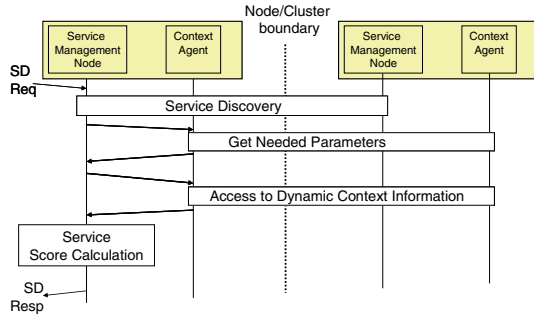 Node/Cluster
boundary
Service
Management
Node
Context
Agent
Service
Management
Node
Context
Agent
SD
Req
Service Discovery
Get Needed Parameters
Access to Dynamic Context Information
Service
Score Calculation
SD
Resp